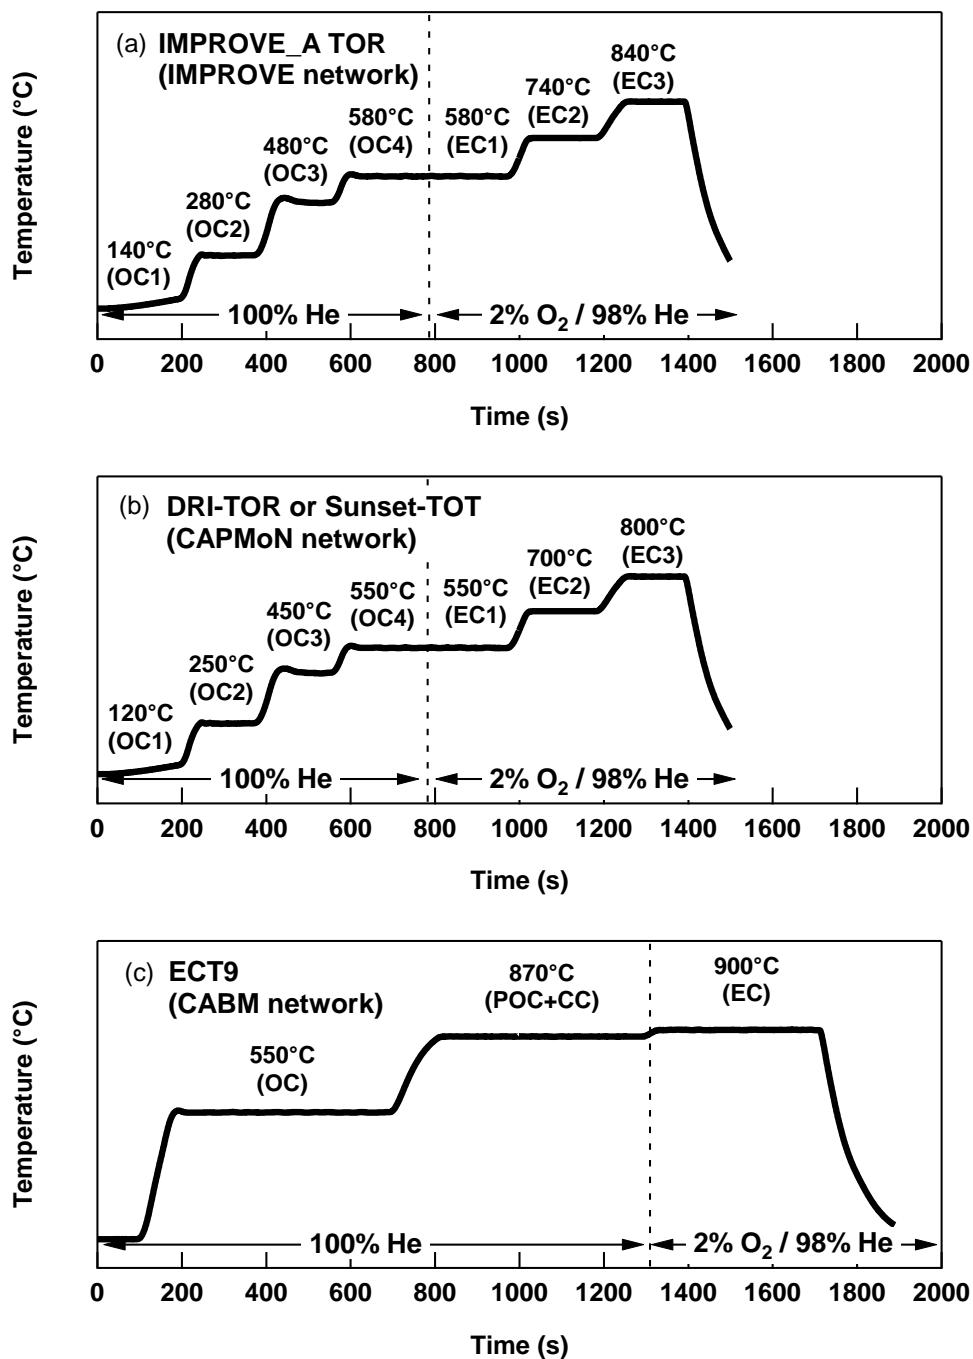 (a) IMPROVE_A TOR
(IMPROVE network)
140°C
(OC1)
280°C
(OC2)
480°C
(OC3)
580°C
(OC4)
580°C
(EC1)
740°C
(EC2)
840°C
(EC3)
100% He
2% O₂ / 98% He
Temperature (°C)
0 200 400 600 800 1000 1200 1400 1600 1800 2000
Time (s)
(b) DRI-TOR or Sunset-TOT
(CAPMoN network)
120°C
(OC1)
250°C
(OC2)
450°C
(OC3)
550°C
(OC4)
550°C
(EC1)
700°C
(EC2)
800°C
(EC3)
100% He
2% O₂ / 98% He
Temperature (°C)
0 200 400 600 800 1000 1200 1400 1600 1800 2000
Time (s)
(c) ECT9
(CABM network)
550°C
(OC)
870°C
(POC+CC)
900°C
(EC)
100% He
2% O₂ / 98% He
Temperature (°C)
0 200 400 600 800 1000 1200 1400 1600 1800 2000
Time (s)